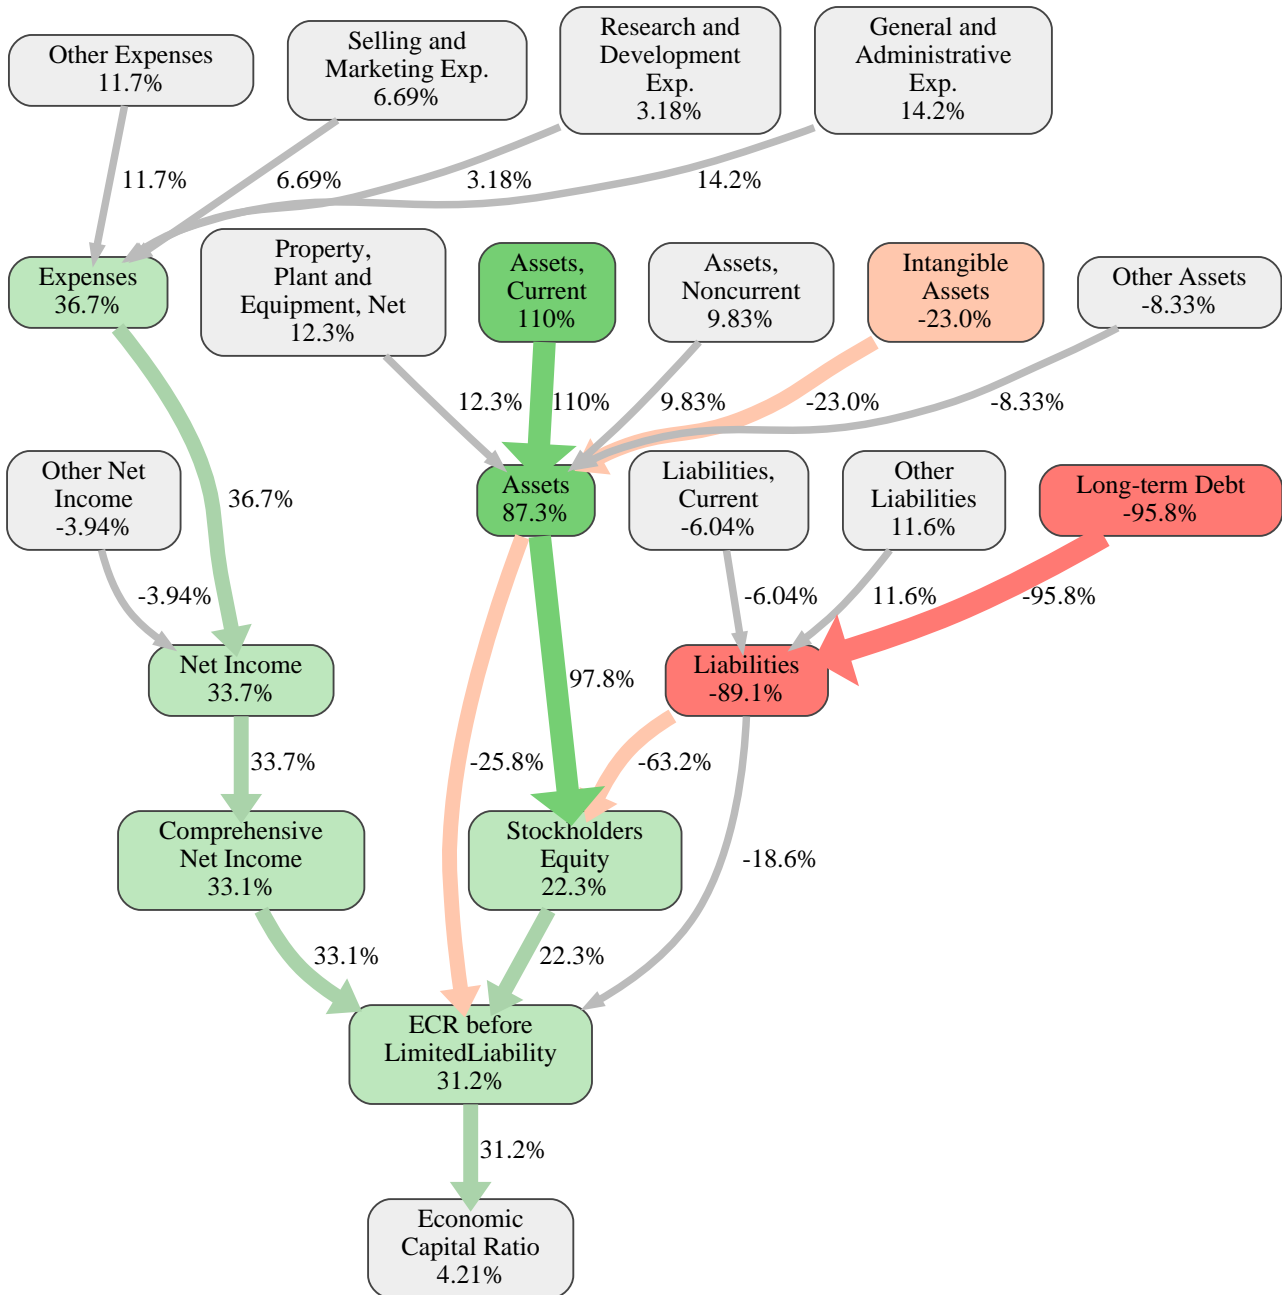 Other Expenses
11.7%
Selling and
Marketing Exp.
6.69%
Research and
Development
Exp.
3.18%
General and
Administrative
Exp.
14.2%
11.7%
6.69%
3.18%
14.2%
Expenses
36.7%
Property,
Plant and
Equipment, Net
12.3%
Assets,
Current
110%
Assets,
Noncurrent
9.83%
Intangible
Assets
-23.0%
Other Assets
-8.33%
12.3%
110%
9.83%
-23.0%
-8.33%
Other Net
Income
-3.94%
36.7%
Assets
87.3%
Liabilities,
Current
-6.04%
Other
Liabilities
11.6%
Long-term Debt
-95.8%
-3.94%
-6.04%
11.6%
-95.8%
Net Income
33.7%
97.8%
Liabilities
-89.1%
33.7%
-25.8%
-63.2%
Comprehensive
Net Income
33.1%
Stockholders
Equity
22.3%
-18.6%
33.1%
22.3%
ECR before
LimitedLiability
31.2%
31.2%
Economic
Capital Ratio
4.21%